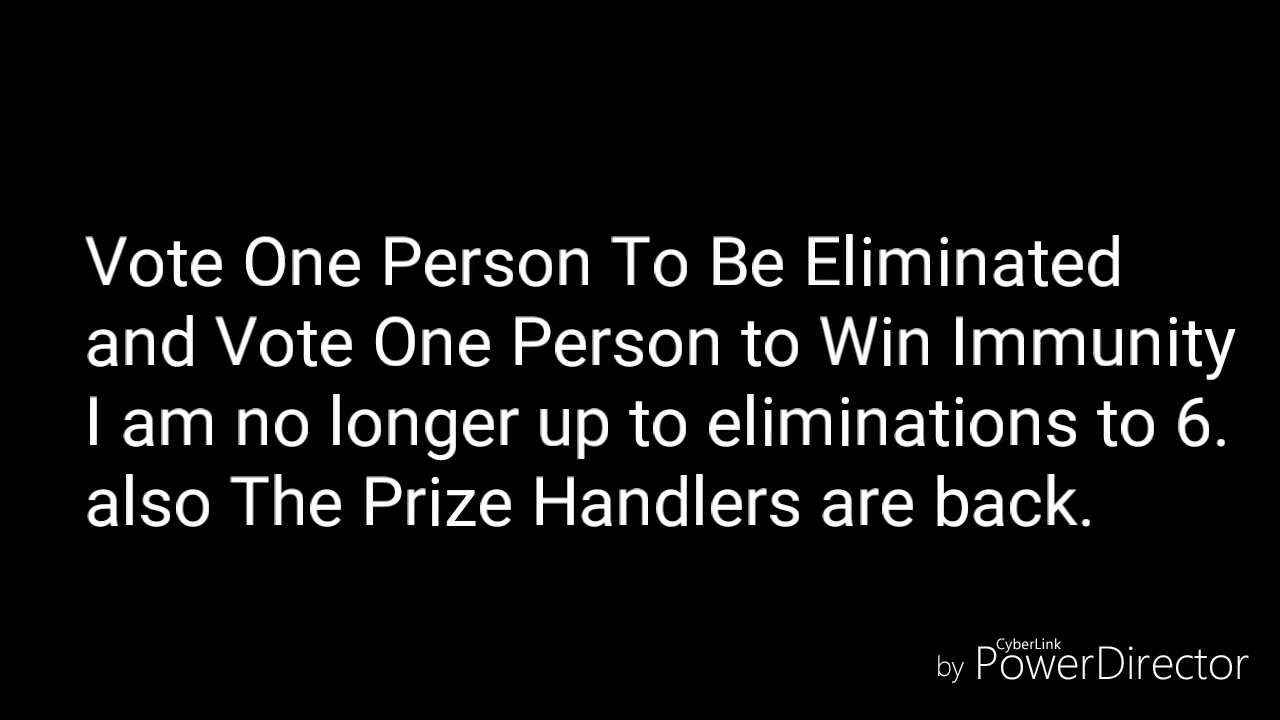 Vote One Person To Be Eliminated
and Vote One Person to Win Immunity
I am no longer up to eliminations to 6.
also The Prize Handlers are back.
CyberLink
by PowerDirector